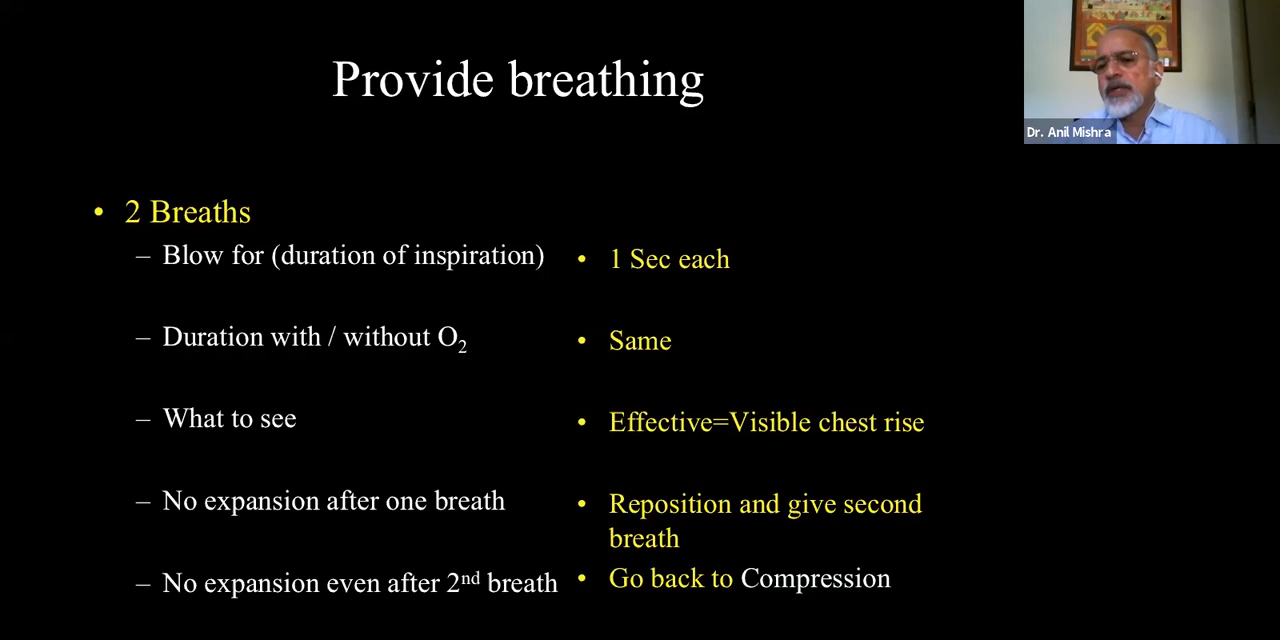 Provide breathing
Dr. Anil Mishra
• 2 Breaths
– Blow for (duration of inspiration)
• 1 Sec each
– Duration with / without O₂
• Same
– What to see
• Effective=Visible chest rise
– No expansion after one breath
• Reposition and give second
breath
– No expansion even after 2ⁿᵈ breath
• Go back to Compression